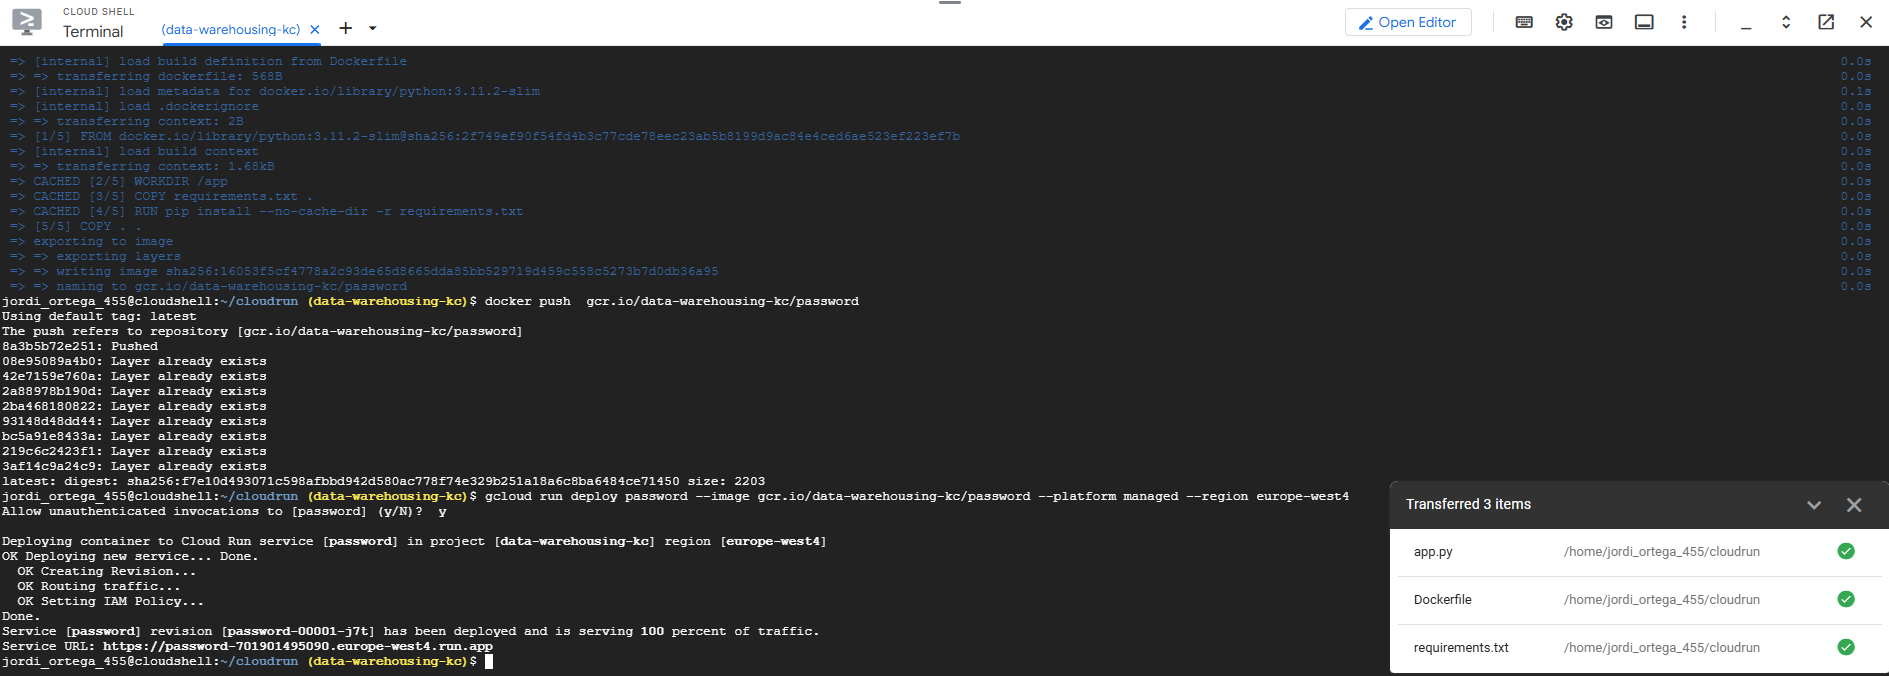 CLOUD SHELL
Terminal
(data-warehousing-kc)
Open Editor
=> [internal] load build definition from Dockerfile 0.0s
=> => transferring dockerfile: 568B 0.0s
=> [internal] load metadata for docker.io/library/python:3.11.2-slim 0.1s
=> [internal] load .dockerignore 0.0s
=> => transferring context: 2B 0.0s
=> [1/5] FROM docker.io/library/python:3.11.2-slim@sha256:2f749ef90f54fd4b3c77cde78eec23ab5b8199d9ac84e4ced6ae523ef223ef7b 0.0s
=> [internal] load build context 0.0s
=> => transferring context: 1.68kB 0.0s
=> CACHED [2/5] WORKDIR /app 0.0s
=> CACHED [3/5] COPY requirements.txt . 0.0s
=> CACHED [4/5] RUN pip install --no-cache-dir -r requirements.txt 0.0s
=> [5/5] COPY . . 0.0s
=> exporting to image 0.0s
=> => exporting layers 0.0s
=> => writing image sha256:16053f5cf4778a2c93de65d8665dda85bb529719d459c558c5273b7d0db36a95 0.0s
=> => naming to gcr.io/data-warehousing-kc/password 0.0s
jordi_ortega_455@cloudshell:~/cloudrun (data-warehousing-kc)$ docker push  gcr.io/data-warehousing-kc/password
Using default tag: latest
The push refers to repository [gcr.io/data-warehousing-kc/password]
8a3b5b72e251: Pushed
08e95089a4b0: Layer already exists
42e7159e760a: Layer already exists
2a88978b190d: Layer already exists
2ba468180822: Layer already exists
93148d48dd44: Layer already exists
bc5a91e8433a: Layer already exists
219c6c2423f1: Layer already exists
3af14c9a24c9: Layer already exists
latest: digest: sha256:f7e10d493071c598afbbd942d580ac778f74e329b251a18a6c8ba6484ce71450 size: 2203
jordi_ortega_455@cloudshell:~/cloudrun (data-warehousing-kc)$ gcloud run deploy password --image gcr.io/data-warehousing-kc/password --platform managed --region europe-west4
Allow unauthenticated invocations to [password] (y/N)?  y
Deploying container to Cloud Run service [password] in project [data-warehousing-kc] region [europe-west4]
OK Deploying new service... Done.
OK Creating Revision...
OK Routing traffic...
OK Setting IAM Policy...
Done.
Service [password] revision [password-00001-j7t] has been deployed and is serving 100 percent of traffic.
Service URL: https://password-701901495090.europe-west4.run.app
jordi_ortega_455@cloudshell:~/cloudrun (data-warehousing-kc)$
Transferred 3 items
app.py /home/jordi_ortega_455/cloudrun
Dockerfile /home/jordi_ortega_455/cloudrun
requirements.txt /home/jordi_ortega_455/cloudrun